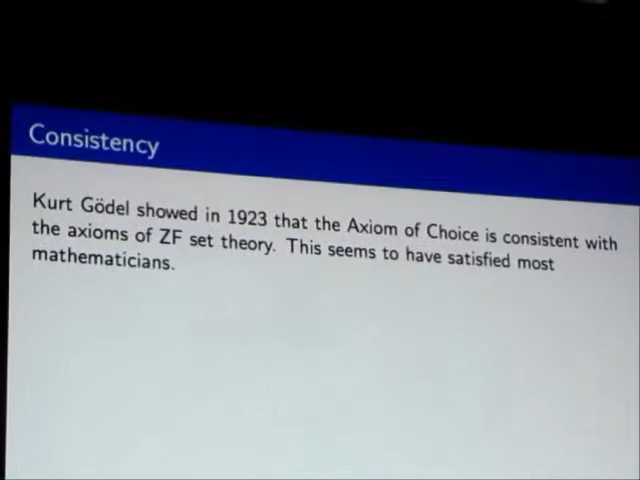 Consistency
Kurt Gödel showed in 1923 that the Axiom of Choice is consistent with
the axioms of ZF set theory. This seems to have satisfied most
mathematicians.